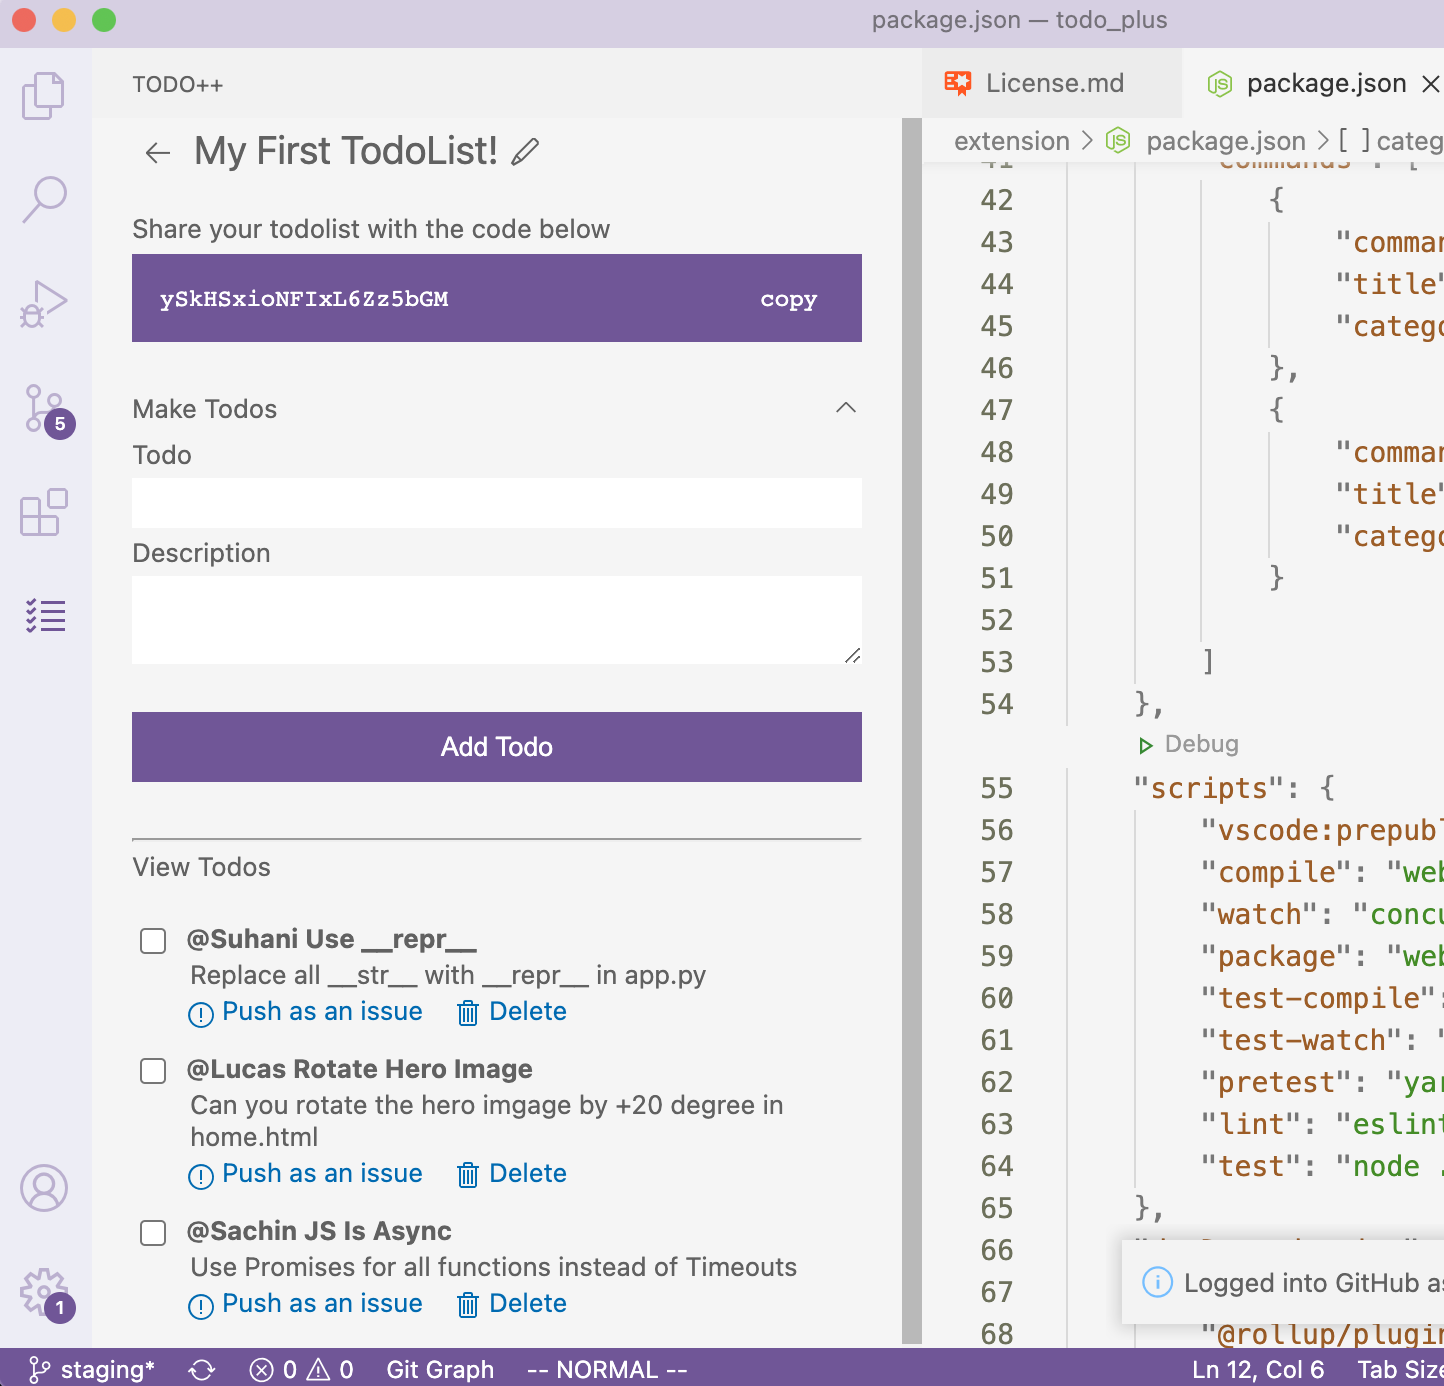 package.json — todo_plus
TODO++
My First TodoList!
Share your todolist with the code below
ySkHSxioNFIxL6Zz5bGM
copy
Make Todos
Todo
Description
Add Todo
View Todos
@Suhani Use __repr__
Replace all __str__ with __repr__ in app.py
Push as an issue Delete
@Lucas Rotate Hero Image
Can you rotate the hero imgage by +20 degree in
home.html
Push as an issue Delete
@Sachin JS Is Async
Use Promises for all functions instead of Timeouts
Push as an issue Delete
5
1
License.md
package.json
extension > package.json > [ ] categ
41 "commands": [
42 {
43 "comman
44 "title"
45 "catego
46 },
47 {
48 "comman
49 "title"
50 "catego
51 }
52
53 ]
54 },
Debug
55 "scripts": {
56 "vscode:prepubl
57 "compile": "web
58 "watch": "concu
59 "package": "web
60 "test-compile":
61 "test-watch": "
62 "pretest": "yar
63 "lint": "eslint
64 "test": "node .
65 },
66
67
68 "@rollup/plugin
Logged into GitHub as
staging* 0 0 Git Graph -- NORMAL -- Ln 12, Col 6 Tab Size